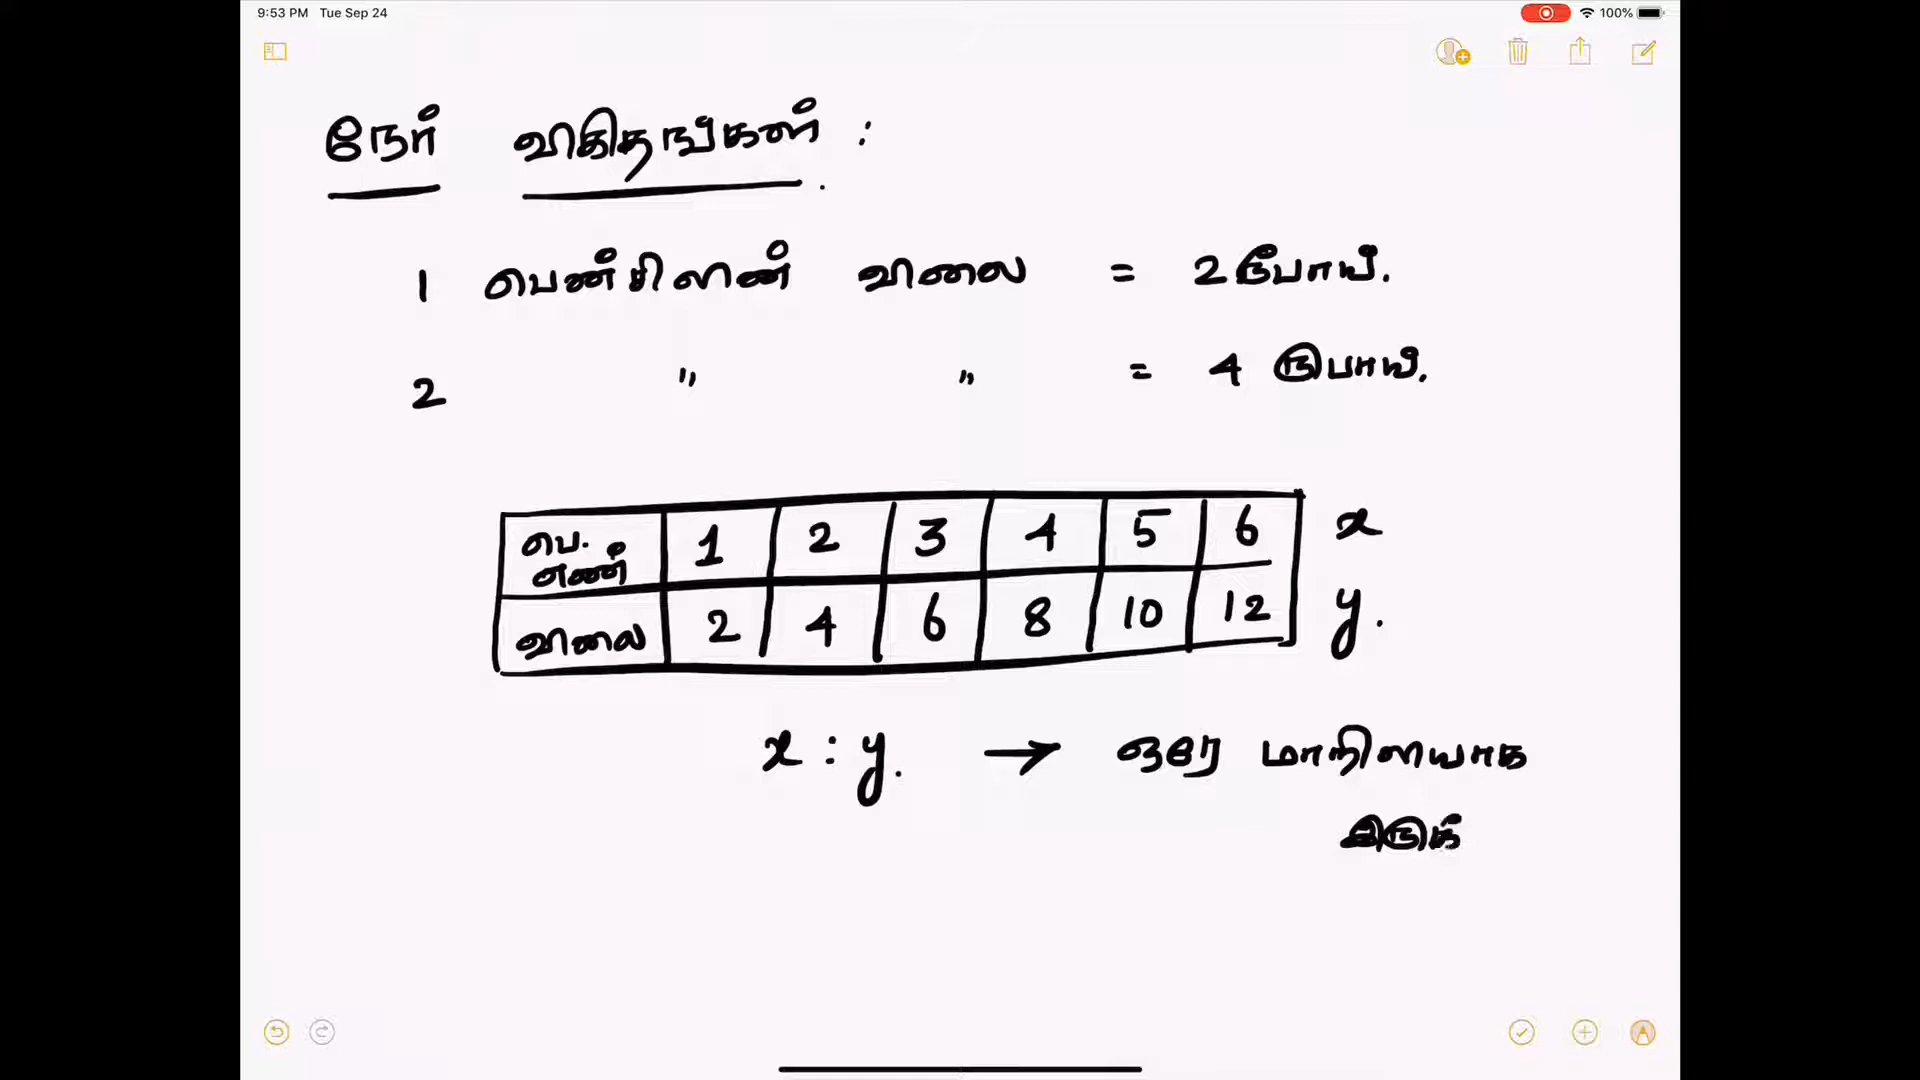 9:53 PM Tue Sep 24 100%
நேர் விகிதங்கள் :
1 பென்சிலின் விலை = 2 ரூபாய்.
2 " " = 4 ரூபாய்.
பெ. எண் 1 2 3 4 5 6 x
விலை 2 4 6 8 10 12 y.
x : y. → ஒரே மாறிலியாக
இருக்